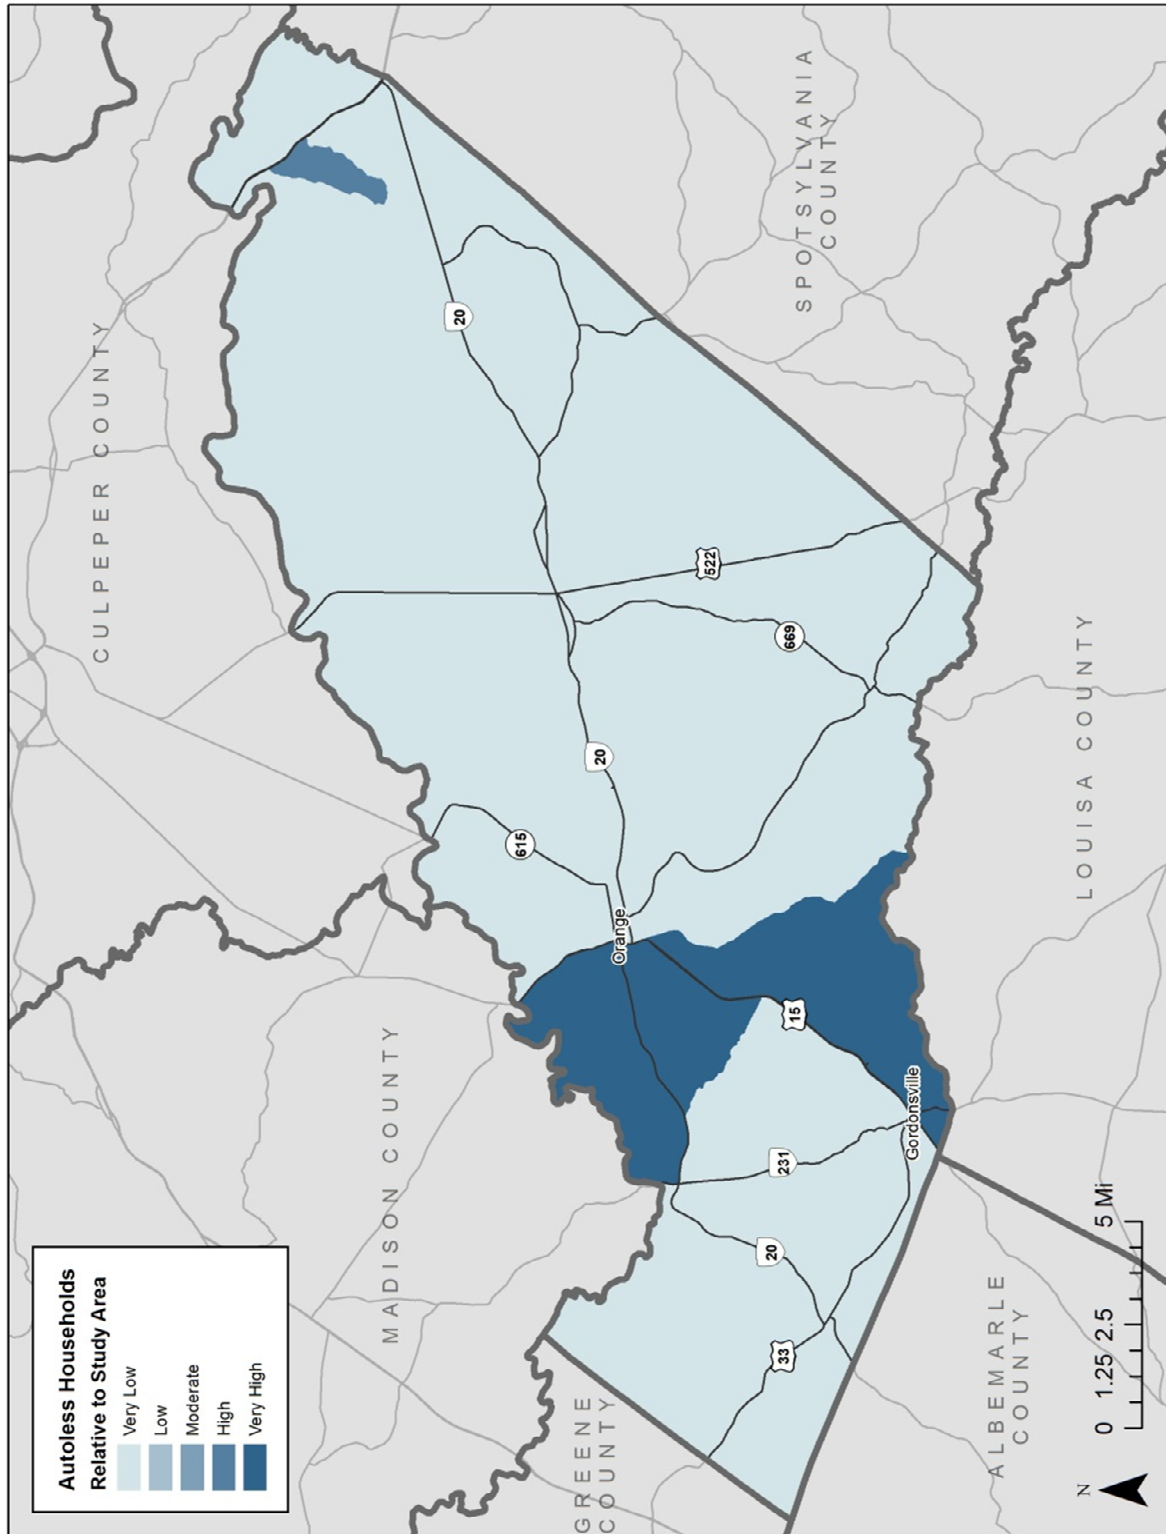 Autoless Households
Relative to Study Area
Very Low
Low
Moderate
High
Very High
CULPEPER COUNTY
MADISON COUNTY
GREENE
COUNTY
ALBEMARLE
COUNTY
LOUISA COUNTY
SPOTSYLVANIA
COUNTY
Orange
Gordonsville
20
615
20
522
669
15
231
20
33
N
0 1.25 2.5 5 Mi